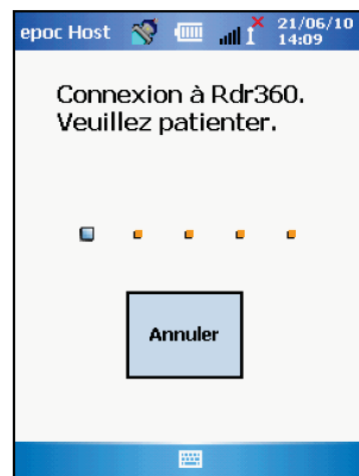 epoc Host 21/06/10
14:09
Connexion à Rdr360.
Veuillez patienter.
Annuler